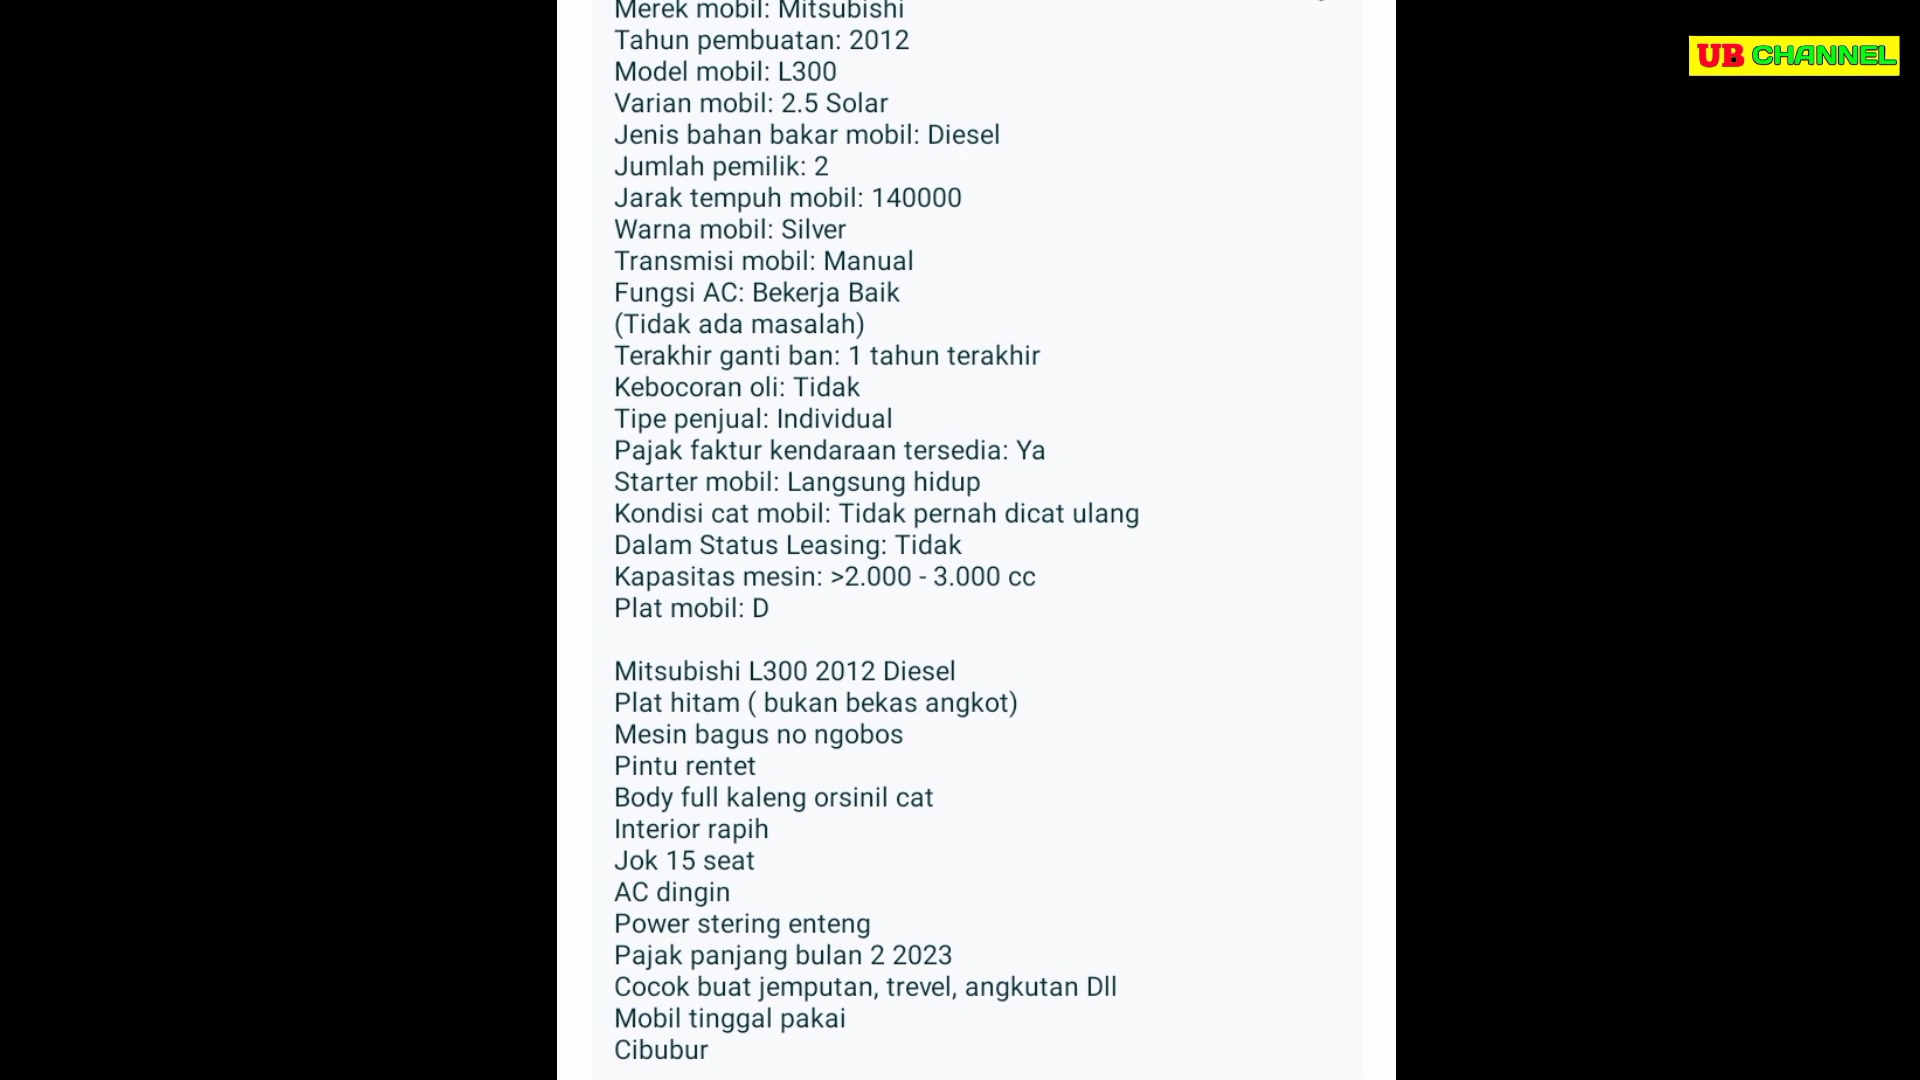 Merek mobil: Mitsubishi
Tahun pembuatan: 2012
Model mobil: L300
Varian mobil: 2.5 Solar
Jenis bahan bakar mobil: Diesel
Jumlah pemilik: 2
Jarak tempuh mobil: 140000
Warna mobil: Silver
Transmisi mobil: Manual
Fungsi AC: Bekerja Baik
(Tidak ada masalah)
Terakhir ganti ban: 1 tahun terakhir
Kebocoran oli: Tidak
Tipe penjual: Individual
Pajak faktur kendaraan tersedia: Ya
Starter mobil: Langsung hidup
Kondisi cat mobil: Tidak pernah dicat ulang
Dalam Status Leasing: Tidak
Kapasitas mesin: >2.000 - 3.000 cc
Plat mobil: D
Mitsubishi L300 2012 Diesel
Plat hitam ( bukan bekas angkot)
Mesin bagus no ngobos
Pintu rentet
Body full kaleng orsinil cat
Interior rapih
Jok 15 seat
AC dingin
Power stering enteng
Pajak panjang bulan 2 2023
Cocok buat jemputan, trevel, angkutan Dll
Mobil tinggal pakai
Cibubur
UB CHANNEL